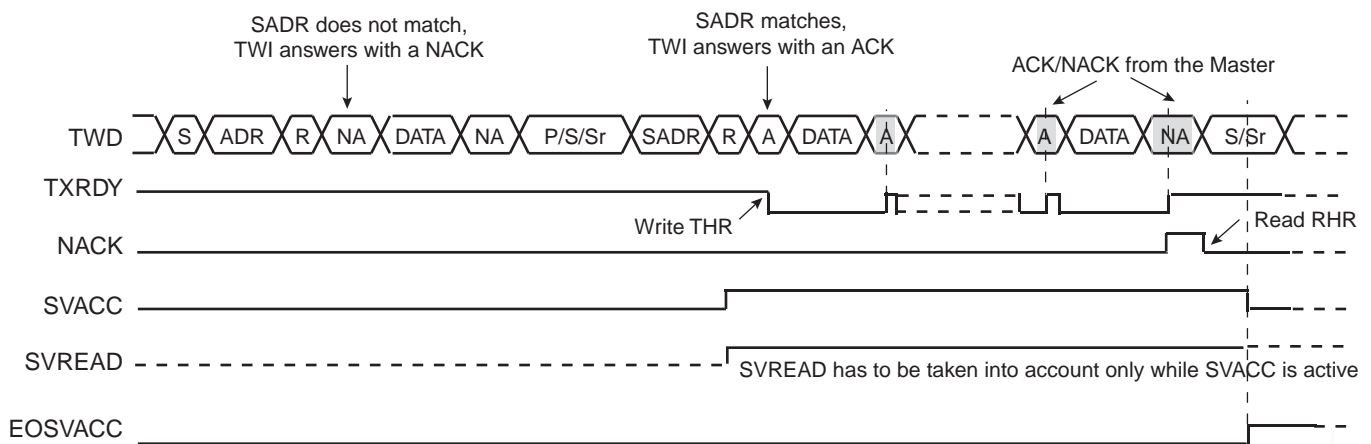 SADR does not match,
TWI answers with a NACK
SADR matches,
TWI answers with an ACK
ACK/NACK from the Master
TWD S ADR R NA DATA NA P/S/Sr SADR R A DATA A A DATA NA S/Sr
TXRDY
Write THR
Read RHR
NACK
SVACC
SVREAD
SVREAD has to be taken into account only while SVACC is active
EOSVACC